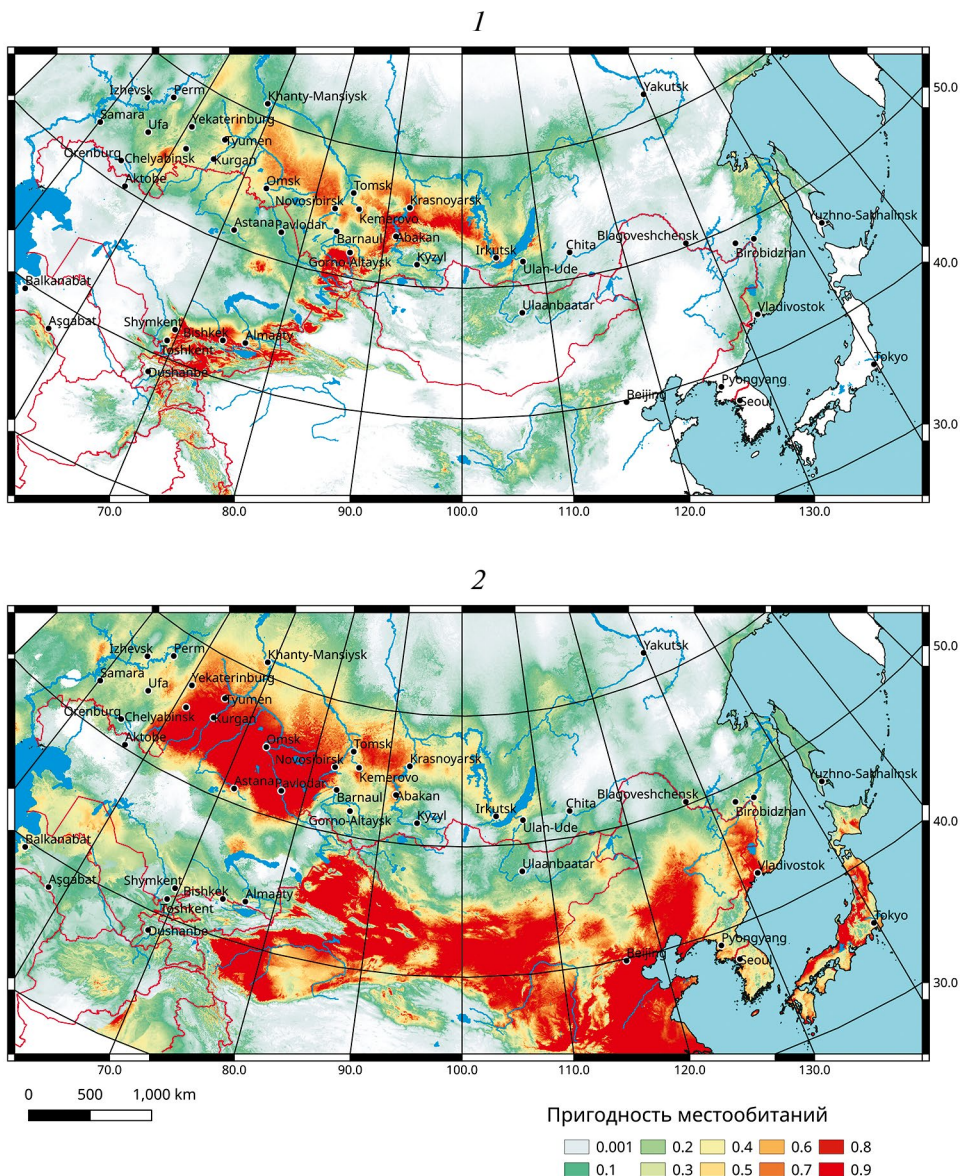 1
50.0
Yakutsk
Izhevsk Perm Khanty-Mansiysk
Samara
Ufa Yekaterinburg
Tyumen
Orenburg Chelyabinsk Kurgan
Aktobe Omsk Tomsk
Novosibirsk Krasnoyarsk
Kemerovo
Yuzhno-Sakhalinsk
Astana Pavlodar
Barnaul Abakan
Blagoveshchensk
Irkutsk Chita
Birobidzhan
Gorno-Altaysk Kyzyl
Ulan-Ude
40.0
Balkanabat
Ulaanbaatar
Vladivostok
Aşgabat Shymkent
Bishkek Almaaty
Toshkent
Tokyo
Dushanbe
Pyongyang
Beijing Seoul
30.0
70.0 80.0 90.0 100.0 110.0 120.0 130.0
2
50.0
Yakutsk
Izhevsk Perm Khanty-Mansiysk
Samara
Ufa Yekaterinburg
Tyumen
Orenburg Chelyabinsk Kurgan
Aktobe Omsk Tomsk
Novosibirsk Krasnoyarsk
Kemerovo
Yuzhno-Sakhalinsk
Astana Pavlodar
Barnaul Abakan
Blagoveshchensk
Irkutsk Chita
Birobidzhan
Gorno-Altaysk Kyzyl
Ulan-Ude
40.0
Balkanabat
Ulaanbaatar
Vladivostok
Aşgabat Shymkent
Bishkek Almaaty
Toshkent
Tokyo
Dushanbe
Pyongyang
Beijing Seoul
30.0
70.0 80.0 90.0 100.0 110.0 120.0 130.0
0 500 1,000 km
Пригодность местообитаний
0.001 0.2 0.4 0.6 0.8
0.1 0.3 0.5 0.7 0.9